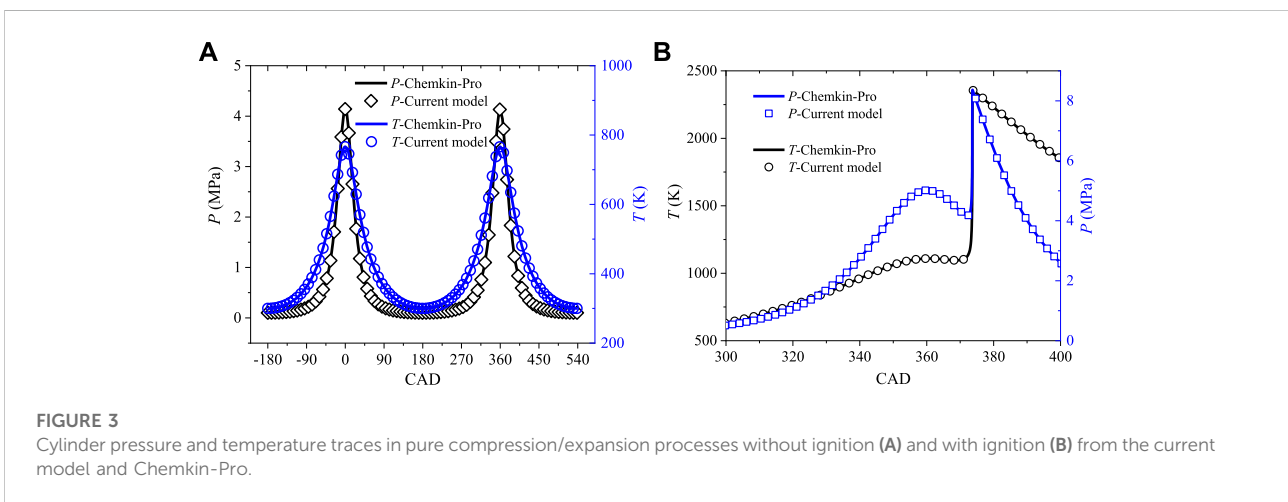 A
5
4
3
2
1
0
P (MPa)
1000
800
600
400
200
T (K)
P-Chemkin-Pro
P-Current model
T-Chemkin-Pro
T-Current model
-180 -90 0 90 180 270 360 450 540
CAD
B
2500
2000
1500
1000
500
T (K)
8
6
4
2
0
P (MPa)
P-Chemkin-Pro
P-Current model
T-Chemkin-Pro
T-Current model
300 320 340 360 380 400
CAD
FIGURE 3
Cylinder pressure and temperature traces in pure compression/expansion processes without ignition (A) and with ignition (B) from the current
model and Chemkin-Pro.